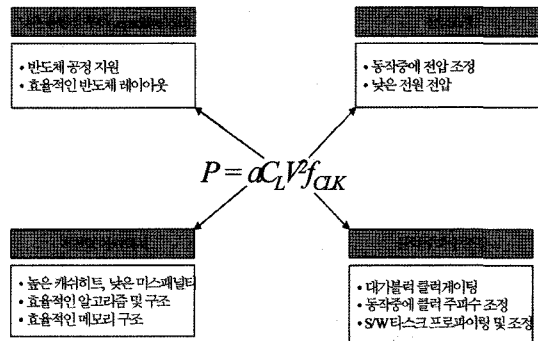 • 반도체 공정 지원
• 효율적인 반도체 레이아웃
• 동작중에 전압 조정
• 낮은 전원 전압
P = aC_L V² f_CLK
• 높은 캐쉬히트, 낮은 미스패널티
• 효율적인 알고리즘 및 구조
• 효율적인 메모리 구조
• 대기블럭 클럭게이팅
• 동작중에 클럭 주파수 조정
• S/W 타스크 프로파일링 및 조정